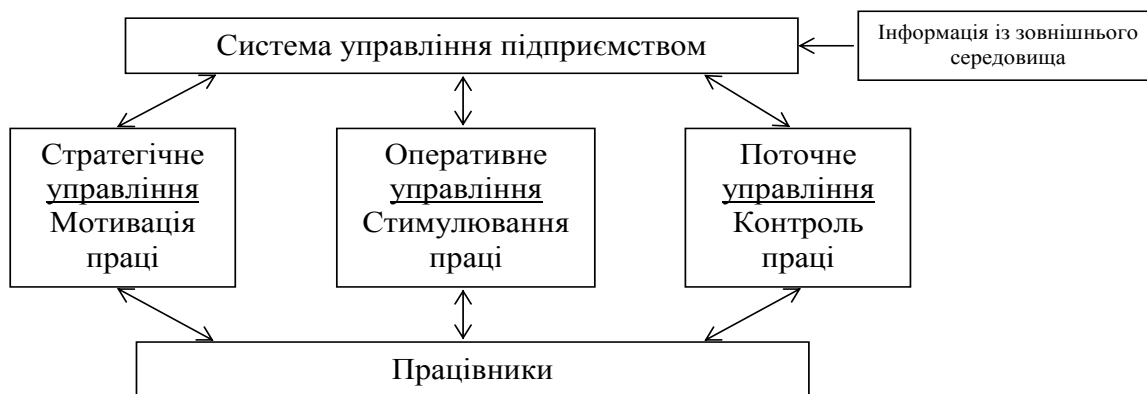 Система управління підприємством
Інформація із зовнішнього
середовища
Стратегічне
управління
Мотивація
праці
Оперативне
управління
Стимулювання
праці
Поточне
управління
Контроль
праці
Працівники